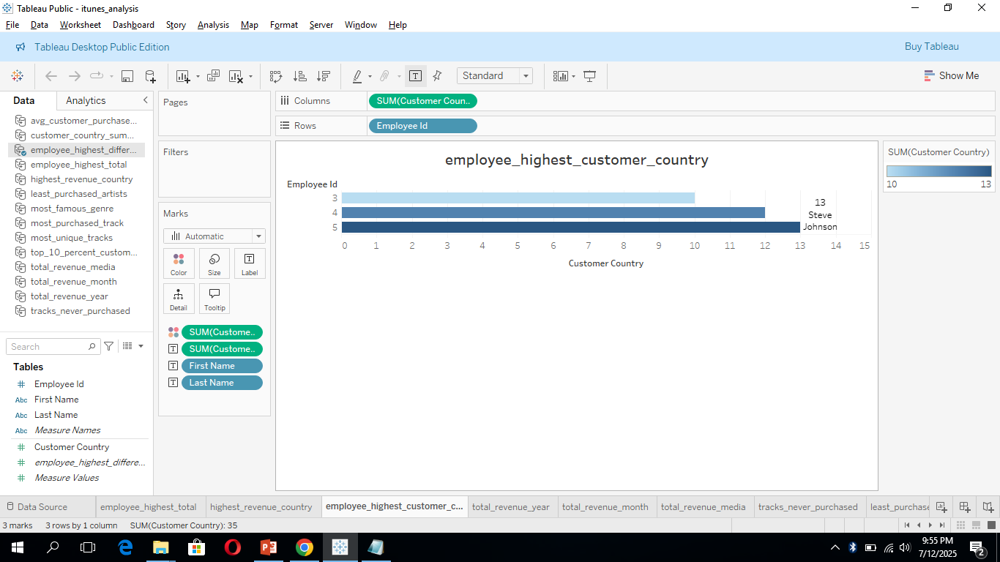 Tableau Public - itunes_analysis
File Data Worksheet Dashboard Story Analysis Map Format Server Window Help
Tableau Desktop Public Edition
Buy Tableau
Standard
Show Me
Data
Analytics
avg_customer_purchase...
customer_country_sum...
employee_highest_differ...
employee_highest_total
highest_revenue_country
least_purchased_artists
most_famous_genre
most_purchased_track
most_unique_tracks
top_10_percent_custom...
total_revenue_media
total_revenue_month
total_revenue_year
tracks_never_purchased
Search
Tables
Employee Id
Abc First Name
Abc Last Name
Abc Measure Names
Customer Country
employee_highest_differe...
Measure Values
Pages
Filters
Marks
Automatic
Color
Size
Label
Detail
Tooltip
SUM(Custome..
SUM(Custome..
First Name
Last Name
Columns
SUM(Customer Coun..
Rows
Employee Id
employee_highest_customer_country
Employee Id
3
4
5
13
Steve
Johnson
0 1 2 3 4 5 6 7 8 9 10 11 12 13 14 15
Customer Country
SUM(Customer Country)
10 13
Data Source
employee_highest_total
highest_revenue_country
employee_highest_customer_c...
total_revenue_year
total_revenue_month
total_revenue_media
tracks_never_purchased
least_purchase
3 marks 3 rows by 1 column SUM(Customer Country): 35
9:55 PM
7/12/2025
2